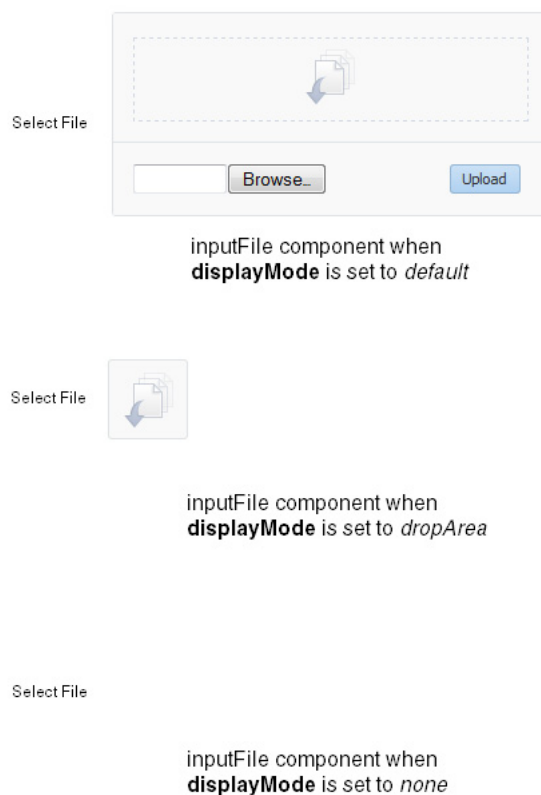 Select File
Browse...
Upload
inputFile component when
displayMode is set to default
Select File
inputFile component when
displayMode is set to dropArea
Select File
inputFile component when
displayMode is set to none